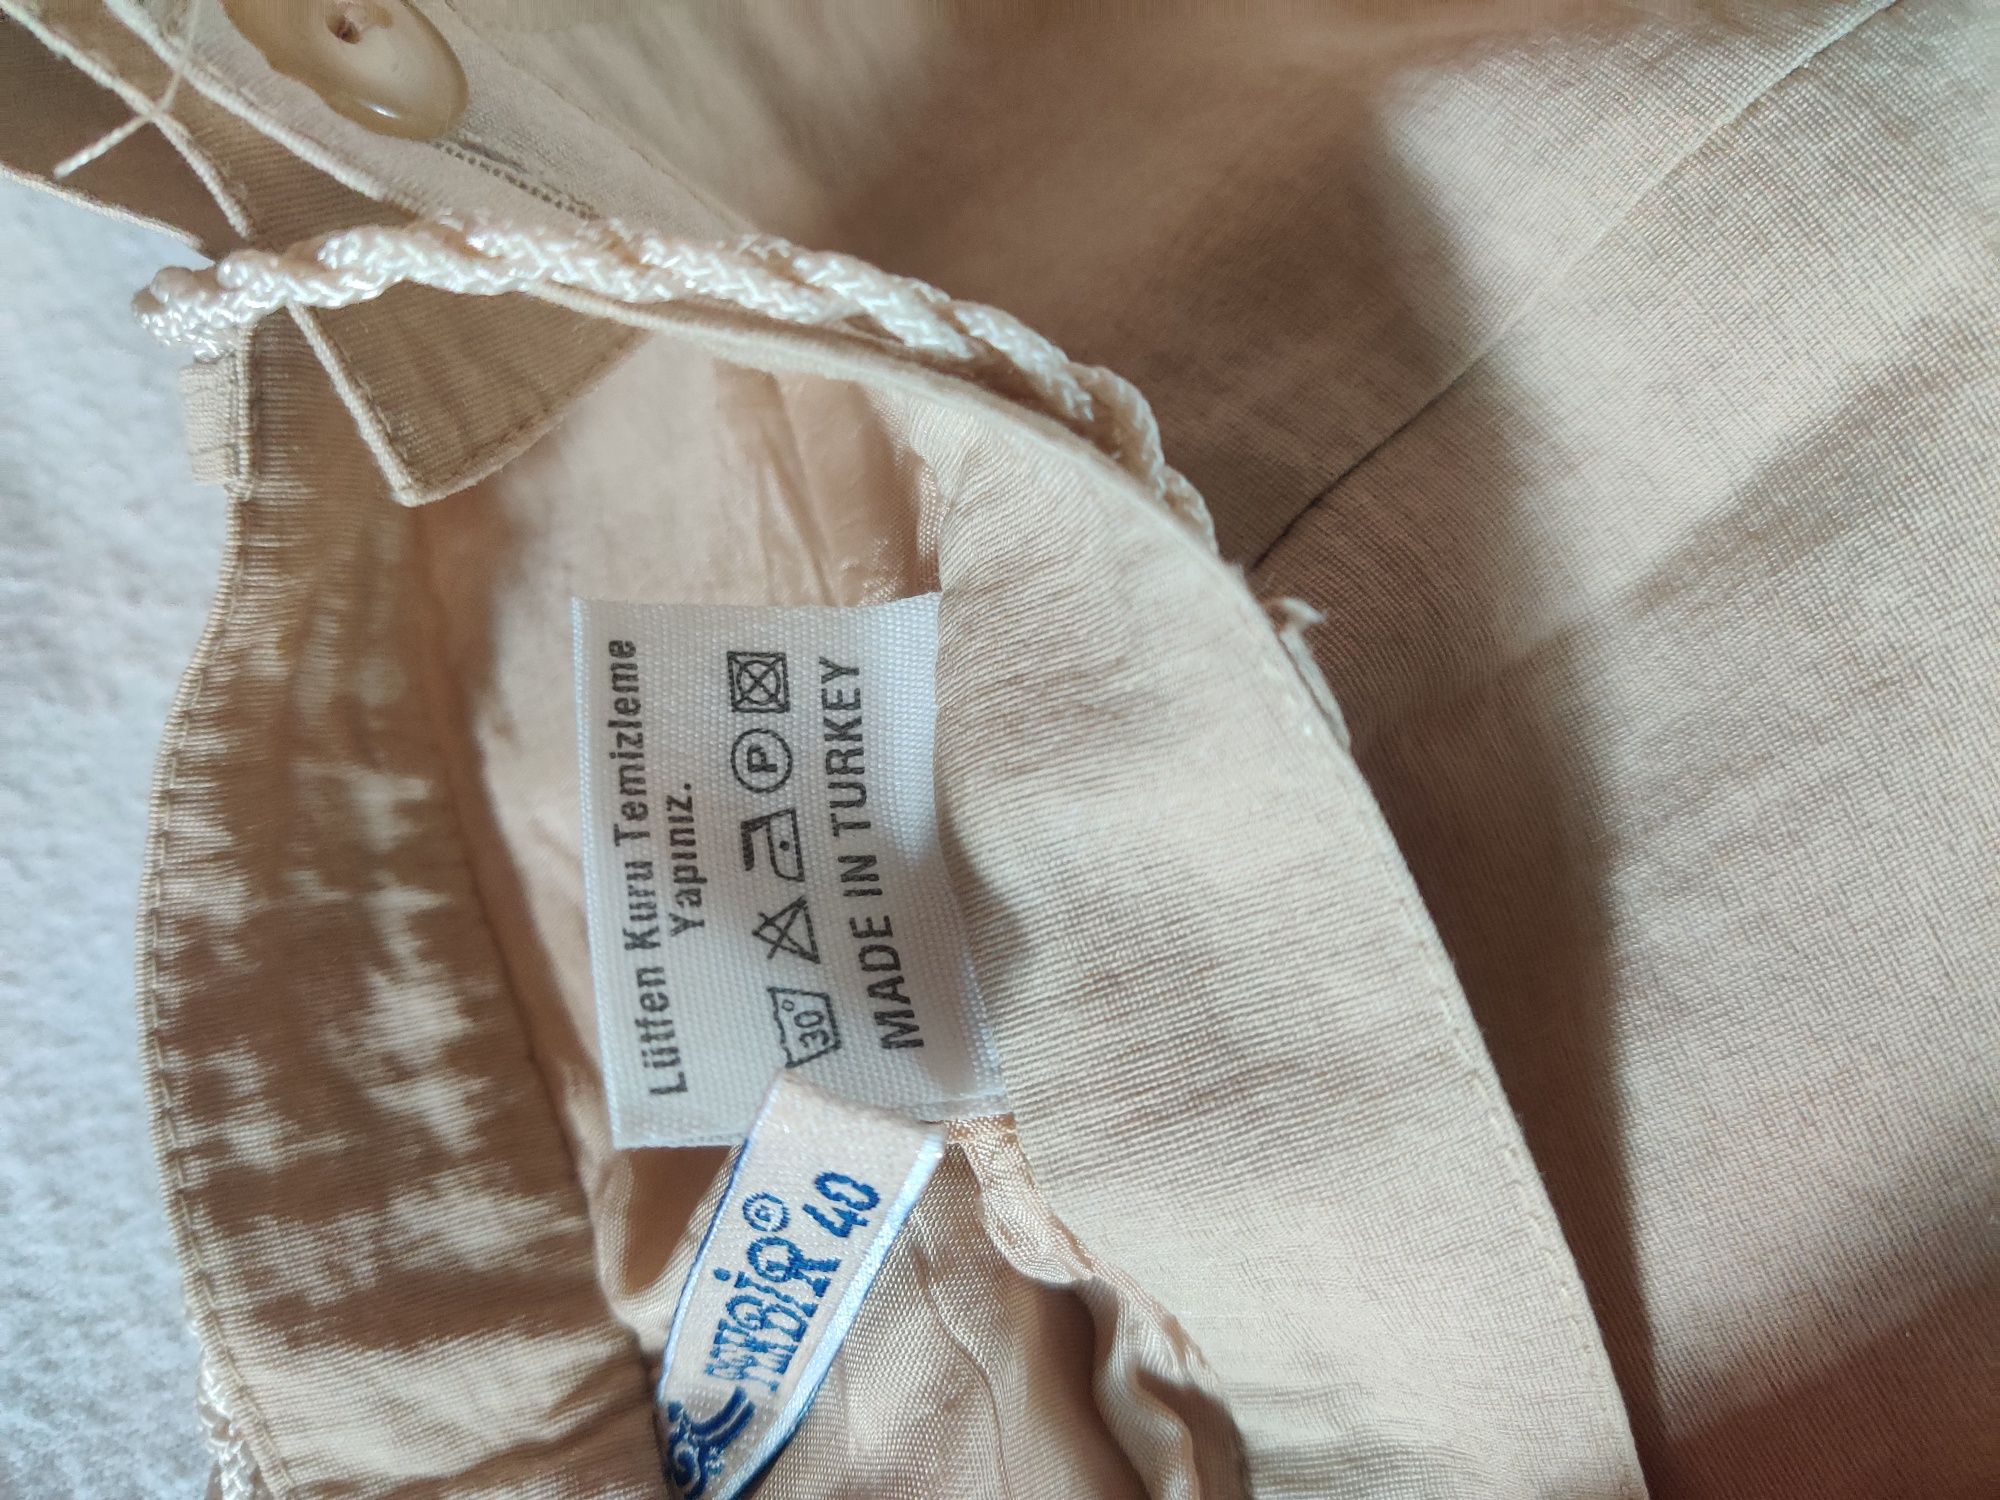 Lütfen Kuru Temizleme
Yapınız.
30° P
MADE IN TURKEY
40